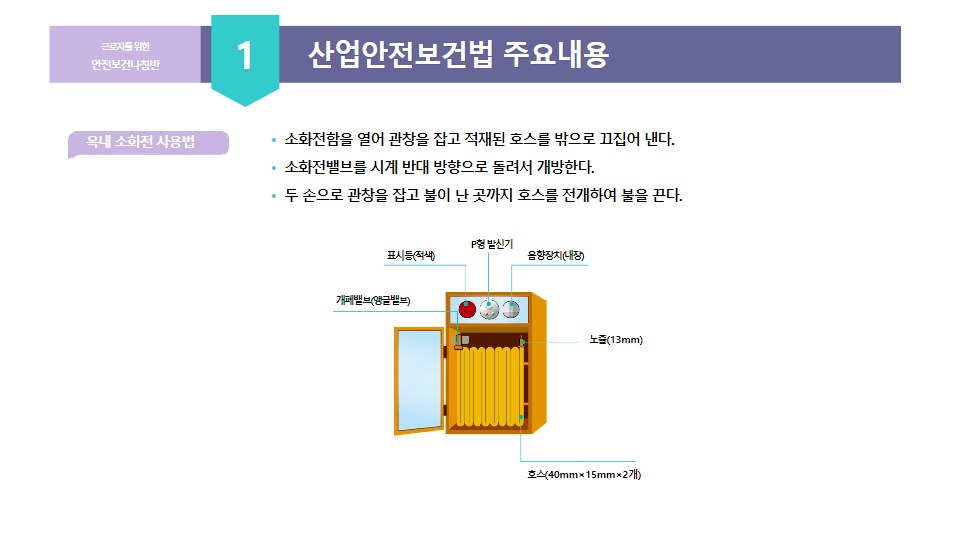 근로자를 위한
안전보건나침반
1
산업안전보건법 주요내용
옥내 소화전 사용법
• 소화전함을 열어 관창을 잡고 적재된 호스를 밖으로 끄집어 낸다.
• 소화전밸브를 시계 반대 방향으로 돌려서 개방한다.
• 두 손으로 관창을 잡고 불이 난 곳까지 호스를 전개하여 불을 끈다.
P형 발신기
표시등(적색)
음향장치(내장)
개폐밸브(앵글밸브)
노즐(13mm)
호스(40mm×15mm×2개)